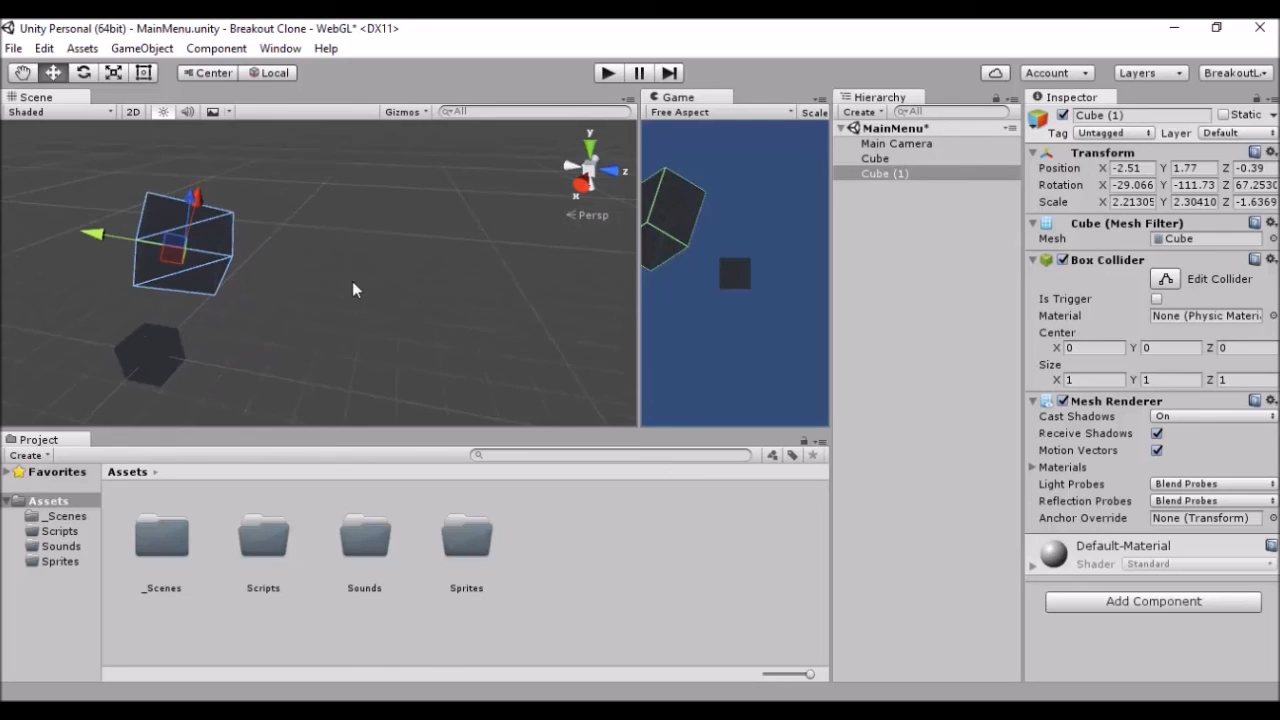 Unity Personal (64bit) - MainMenu.unity - Breakout Clone - WebGL* <DX11>
File Edit Assets GameObject Component Window Help
Center Local Account Layers BreakoutL
Scene Game Hierarchy Inspector
Shaded 2D Gizmos All Free Aspect Scale Create All
Cube (1) Static
MainMenu*
Tag Untagged Layer Default
Main Camera
Cube
Cube (1)
Transform
Position -2.51 1.77 -0.39
Rotation -29.066 -111.73 67.2530
Scale 2.21305 2.30410 -1.6369
y
z
x
Persp
Cube (Mesh Filter)
Mesh Cube
Box Collider
Edit Collider
Is Trigger
Material None (Physic Materi
Center
X 0 Y 0 Z 0
Size
X 1 Y 1 Z 1
Mesh Renderer
Cast Shadows On
Receive Shadows
Motion Vectors
Materials
Light Probes Blend Probes
Reflection Probes Blend Probes
Anchor Override None (Transform)
Default-Material
Shader Standard
Add Component
Project
Create
Favorites
Assets
_Scenes
Scripts
Sounds
Sprites
Assets
_Scenes Scripts Sounds Sprites